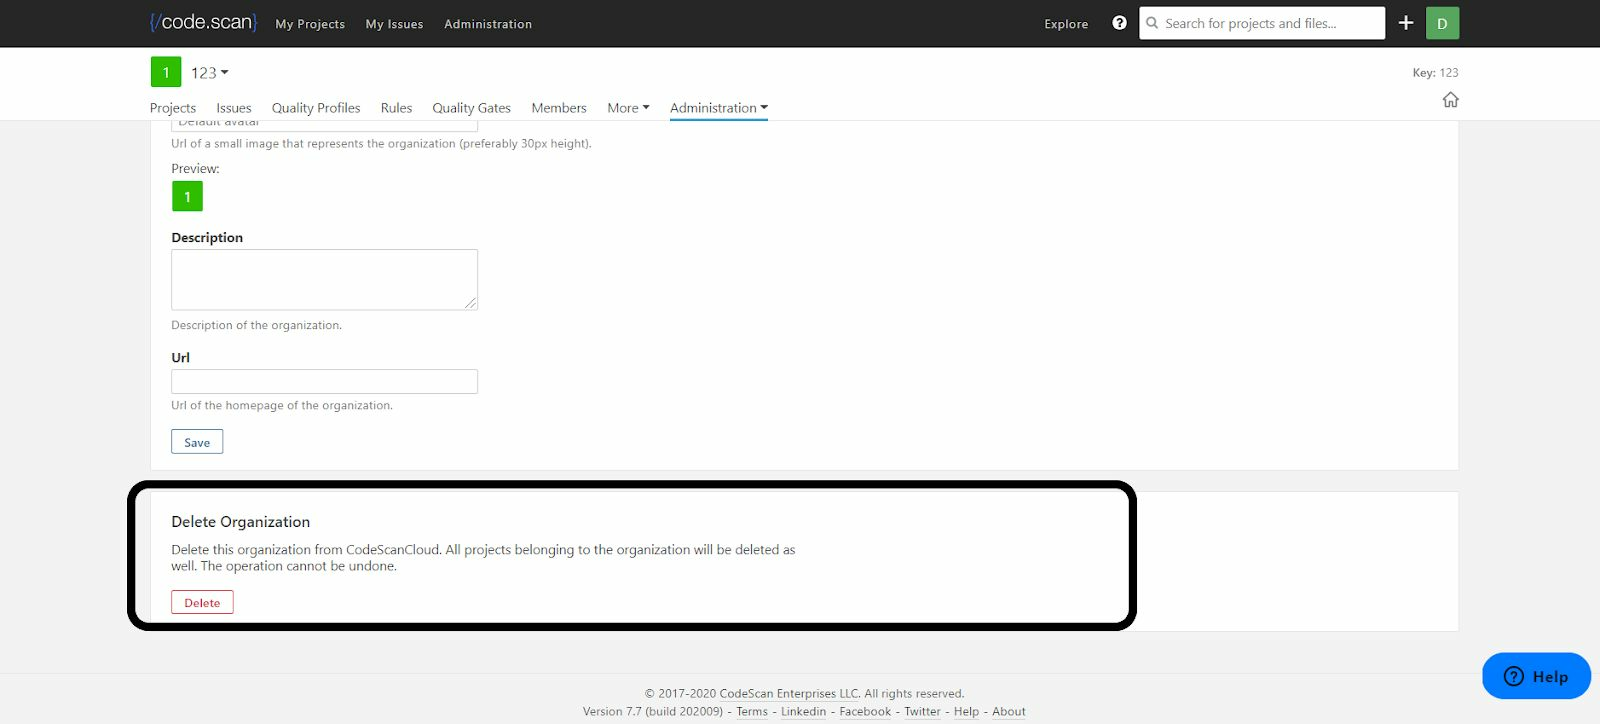 {/code.scan} My Projects My Issues Administration Explore Search for projects and files... D
1 123 Key: 123
Projects Issues Quality Profiles Rules Quality Gates Members More Administration
Default avatar
Url of a small image that represents the organization (preferably 30px height).
Preview:
1
Description
Description of the organization.
Url
Url of the homepage of the organization.
Save
Delete Organization
Delete this organization from CodeScanCloud. All projects belonging to the organization will be deleted as
well. The operation cannot be undone.
Delete
Help
© 2017-2020 CodeScan Enterprises LLC. All rights reserved.
Version 7.7 (build 202009) - Terms - Linkedin - Facebook - Twitter - Help - About